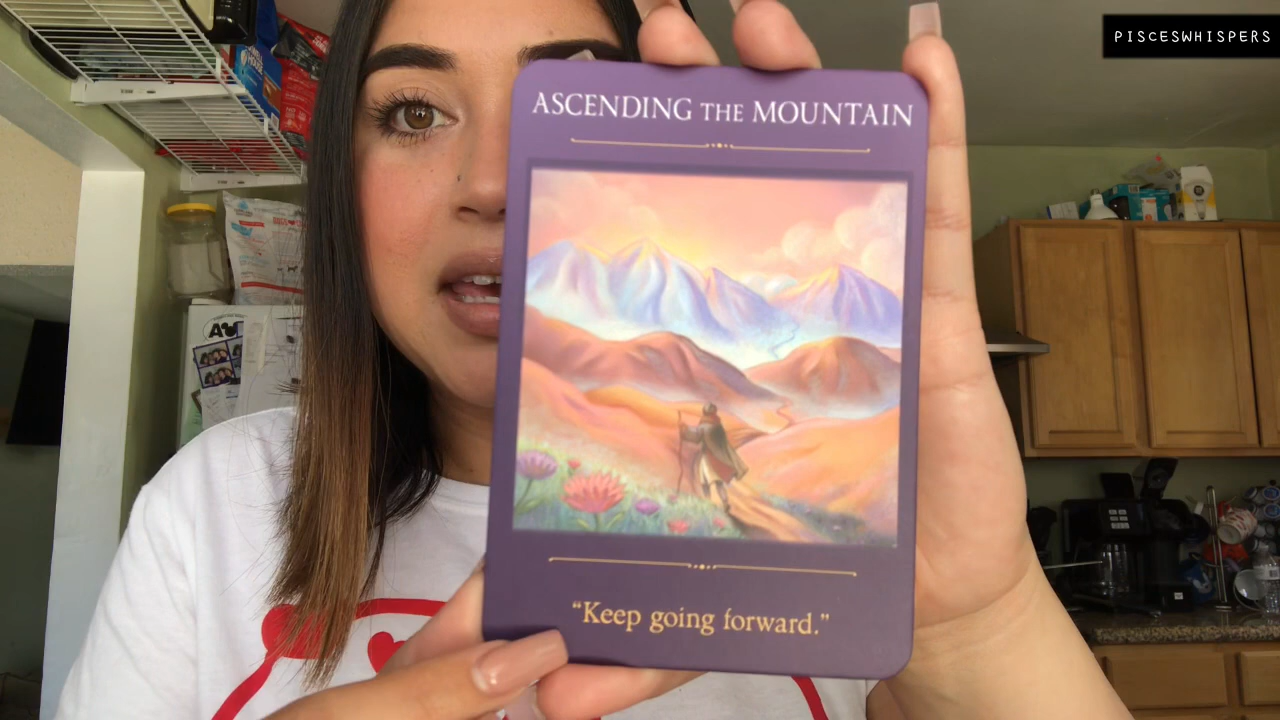 PISCESWHISPERS
ASCENDING THE MOUNTAIN
“Keep going forward.”